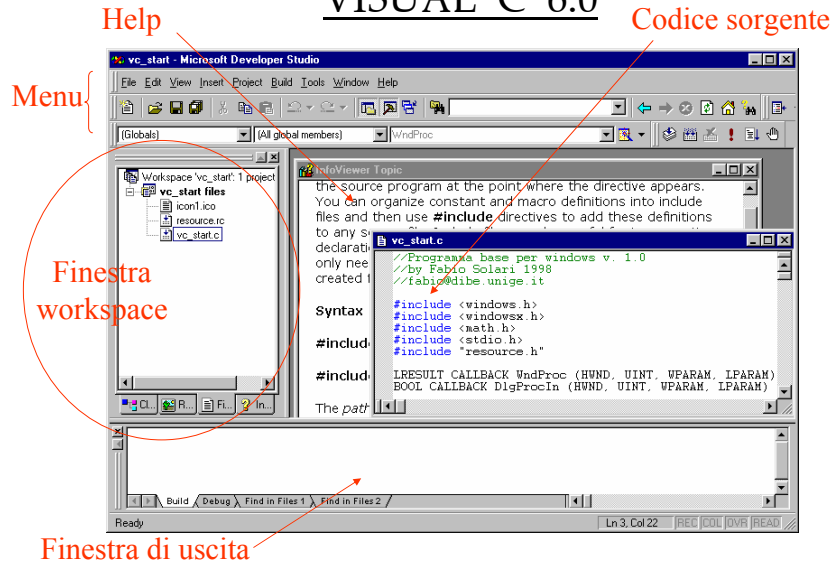 VISUAL C 6.0
Help
Codice sorgente
Menu
Finestra workspace
Finestra di uscita
vc_start - Microsoft Developer Studio
File Edit View Insert Project Build Tools Window Help
(Globals) (All global members) WndProc
Workspace 'vc_start': 1 project
vc_start files
icon1.ico
resource.rc
vc_start.c
Cl... R... Fi... In...
InfoViewer Topic
the source program at the point where the directive appears.
You can organize constant and macro definitions into include
files and then use #include directives to add these definitions
to any
declarati
only nee
created
Syntax
#includ
#includ
The path
vc_start.c
//Programma base per windows v. 1.0
//by Fabio Solari 1998
//fabio@dibe.unige.it
#include <windows.h>
#include <windowsx.h>
#include <math.h>
#include <stdio.h>
#include "resource.h"
LRESULT CALLBACK WndProc (HWND, UINT, WPARAM, LPARAM)
BOOL CALLBACK DlgProcIn (HWND, UINT, WPARAM, LPARAM)
Build Debug Find in Files 1 Find in Files 2
Ready Ln 3, Col 22 REC COL OVR READ